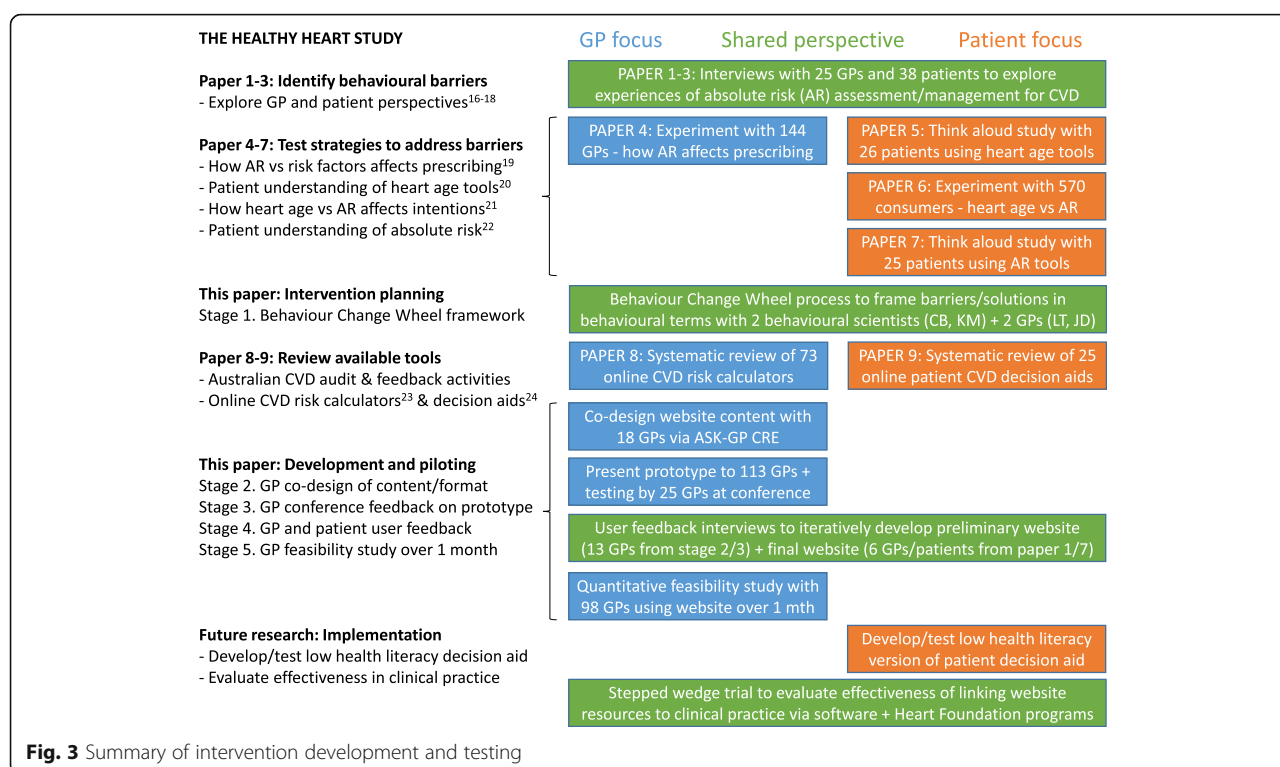 THE HEALTHY HEART STUDY
GP focus
Shared perspective
Patient focus
Paper 1-3: Identify behavioural barriers
- Explore GP and patient perspectives16-18
PAPER 1-3: Interviews with 25 GPs and 38 patients to explore
experiences of absolute risk (AR) assessment/management for CVD
Paper 4-7: Test strategies to address barriers
- How AR vs risk factors affects prescribing19
- Patient understanding of heart age tools20
- How heart age vs AR affects intentions21
- Patient understanding of absolute risk22
PAPER 4: Experiment with 144
GPs - how AR affects prescribing
PAPER 5: Think aloud study with
26 patients using heart age tools
PAPER 6: Experiment with 570
consumers - heart age vs AR
PAPER 7: Think aloud study with
25 patients using AR tools
This paper: Intervention planning
Stage 1. Behaviour Change Wheel framework
Behaviour Change Wheel process to frame barriers/solutions in
behavioural terms with 2 behavioural scientists (CB, KM) + 2 GPs (LT, JD)
Paper 8-9: Review available tools
- Australian CVD audit & feedback activities
- Online CVD risk calculators23 & decision aids24
PAPER 8: Systematic review of 73
online CVD risk calculators
PAPER 9: Systematic review of 25
online patient CVD decision aids
This paper: Development and piloting
Stage 2. GP co-design of content/format
Stage 3. GP conference feedback on prototype
Stage 4. GP and patient user feedback
Stage 5. GP feasibility study over 1 month
Co-design website content with
18 GPs via ASK-GP CRE
Present prototype to 113 GPs +
testing by 25 GPs at conference
User feedback interviews to iteratively develop preliminary website
(13 GPs from stage 2/3) + final website (6 GPs/patients from paper 1/7)
Quantitative feasibility study with
98 GPs using website over 1 mth
Future research: Implementation
- Develop/test low health literacy decision aid
- Evaluate effectiveness in clinical practice
Develop/test low health literacy
version of patient decision aid
Stepped wedge trial to evaluate effectiveness of linking website
resources to clinical practice via software + Heart Foundation programs
Fig. 3 Summary of intervention development and testing